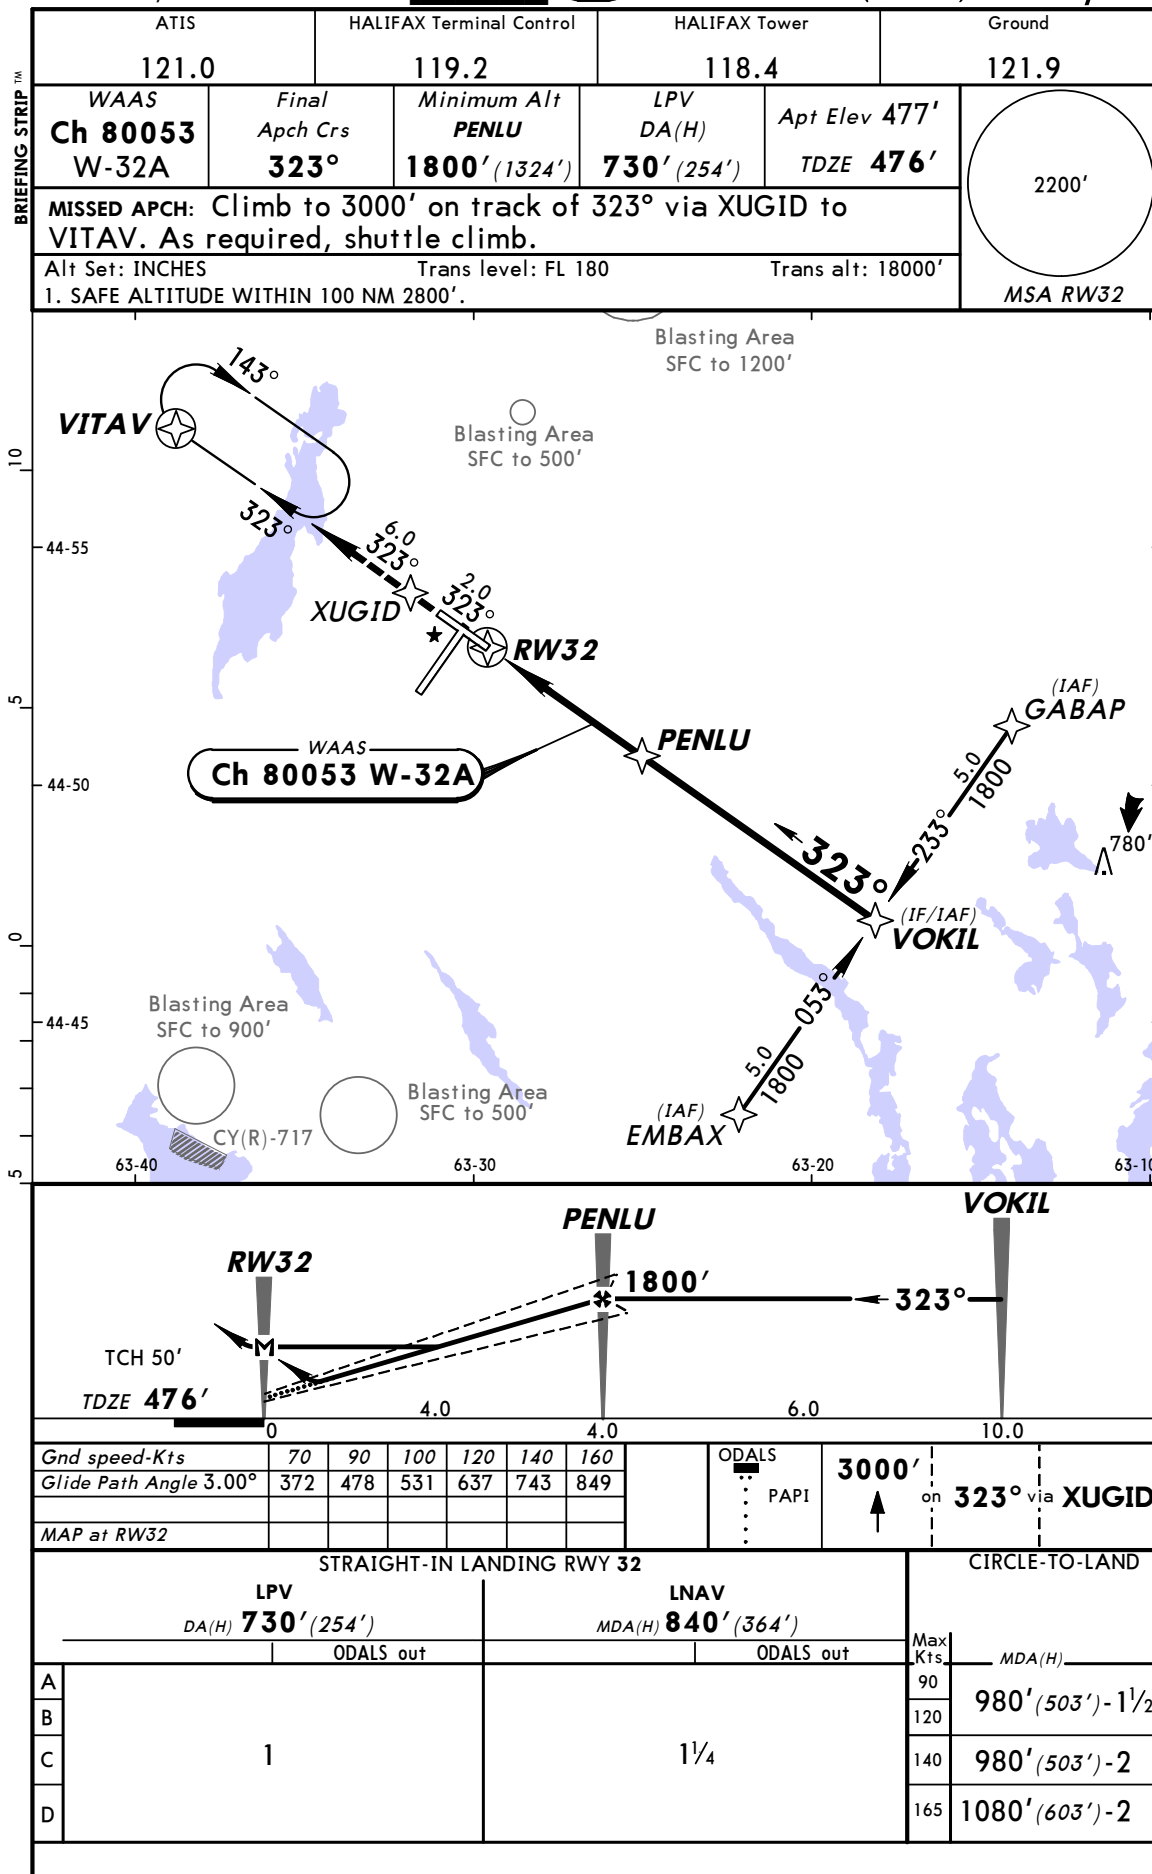 ATIS
121.0
HALIFAX Terminal Control
119.2
HALIFAX Tower
118.4
Ground
121.9
BRIEFING STRIP ™
WAAS
Ch 80053
W-32A
Final
Apch Crs
323°
Minimum Alt
PENLU
1800' (1324')
LPV
DA(H)
730' (254')
Apt Elev 477'
TDZE 476'
2200'
MSA RW32
MISSED APCH: Climb to 3000' on track of 323° via XUGID to
VITAV. As required, shuttle climb.
Alt Set: INCHES Trans level: FL 180 Trans alt: 18000'
1. SAFE ALTITUDE WITHIN 100 NM 2800'.
Blasting Area
SFC to 1200'
143°
VITAV
Blasting Area
SFC to 500'
10
323°
44-55
6.0
323°
XUGID
2.0
323°
RW32
(IAF)
GABAP
5
PENLU
WAAS
Ch 80053 W-32A
44-50
5.0
1800
233°
780'
323°
(IF/IAF)
VOKIL
0
053°
Blasting Area
SFC to 900'
44-45
5.0
1800
Blasting Area
SFC to 500'
(IAF)
EMBAX
CY(R)-717
5
63-40
63-30
63-20
63-10
VOKIL
PENLU
RW32
1800'
323°
TCH 50'
TDZE 476'
4.0
6.0
0
4.0
10.0
Gnd speed-Kts 70 90 100 120 140 160
Glide Path Angle 3.00° 372 478 531 637 743 849
MAP at RW32
ODALS
PAPI
3000'
on 323° via XUGID
STRAIGHT-IN LANDING RWY 32
CIRCLE-TO-LAND
LPV
DA(H) 730' (254')
LNAV
MDA(H) 840' (364')
ODALS out
ODALS out
Max
Kts
MDA(H)
A
90
980' (503') - 1½
B
120
C
1
1¼
140
980' (503') - 2
D
165
1080' (603') - 2